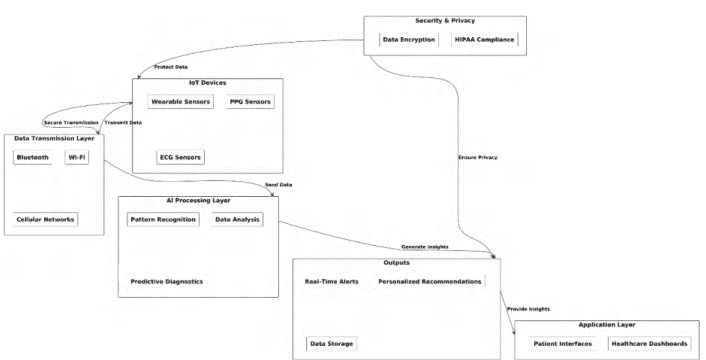 Security & Privacy
Data Encryption
HIPAA Compliance
Protect Data
IoT Devices
Wearable Sensors
PPG Sensors
Secure Transmission
Transmit Data
Data Transmission Layer
Bluetooth
Wi-Fi
ECG Sensors
Ensure Privacy
Send Data
AI Processing Layer
Cellular Networks
Pattern Recognition
Data Analysis
Generate Insights
Outputs
Predictive Diagnostics
Real-Time Alerts
Personalized Recommendations
Provide Insights
Application Layer
Data Storage
Patient Interfaces
Healthcare Dashboards